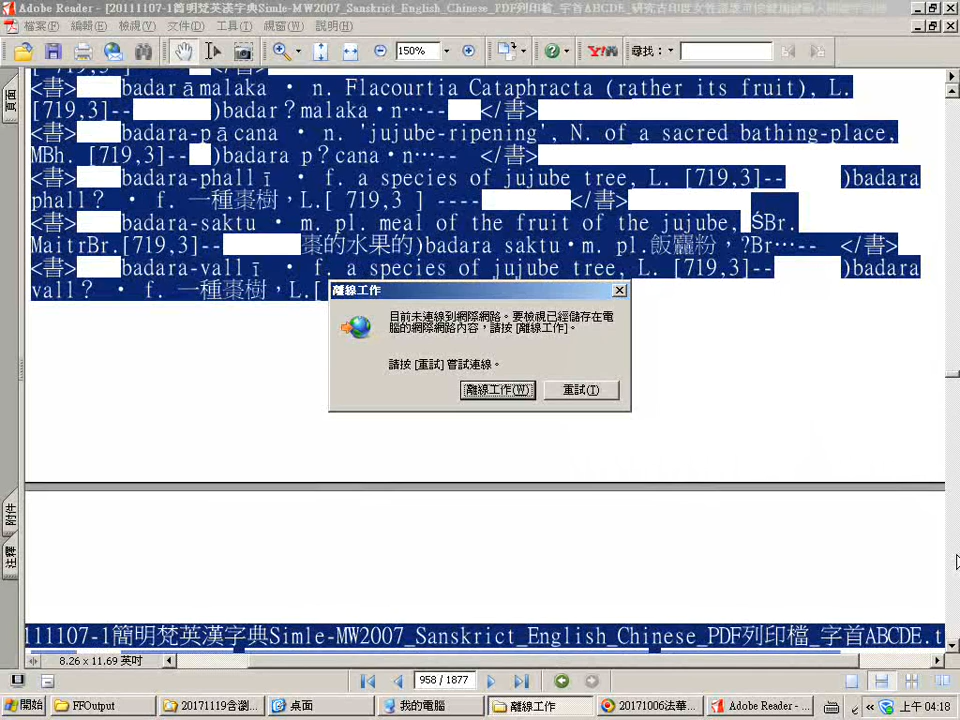 Adobe Reader - [20111107-1簡明梵英漢字典Simle-MW2007_Sanskrict_English_Chinese_PDF列印檔_字首ABCDE
檔案(F) 編輯(E) 檢視(V) 文件(D) 工具(T) 視窗(W) 說明(H)
150% Y! 尋找:
頁面
<書> badarāmalaka · n. Flacourtia Cataphracta (rather its fruit), L.
[719,3]-- )badar？malaka·n…-- </書>
<書> badara-pācana · n. 'jujube-ripening', N. of a sacred bathing-place,
MBh. [719,3]-- )badara p？cana·n…-- </書>
<書> badara-phallī · f. a species of jujube tree, L. [719,3]-- )badara
phall？ · f. 一種棗樹，L.[ 719,3 ] ---- </書>
<書> badara-saktu · m. pl. meal of the fruit of the jujube, ŚBr.
MaitrBr.[719,3]-- 棗的水果的)badara saktu·m. pl.飯麤粉，?Br…-- </書>
<書> badara-vallī · f. a species of jujube tree, L. [719,3]-- )badara
vall？ · f. 一種棗樹，L.[
離線工作
目前未連線到網際網路。要檢視已經儲存在電
腦的網際網路內容，請按 [離線工作]。
請按 [重試] 嘗試連線。
離線工作(W) 重試(T)
附件
注釋
111107-1簡明梵英漢字典Simle-MW2007_Sanskrict_English_Chinese_PDF列印檔_字首ABCDE.t
8.26 x 11.69 英吋
958 / 1877
開始 FFOutput 20171119含瀏... 桌面 我的電腦 離線工作 20171006法華... Adobe Reader - ... 上午 04:18